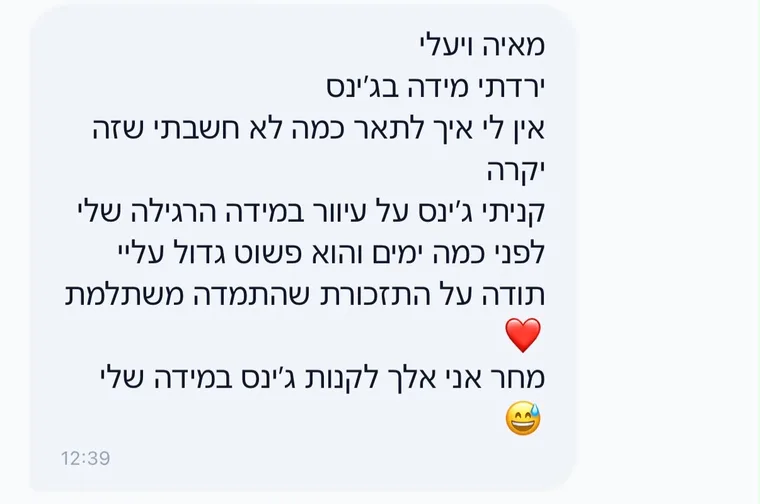 מאיה ויעלי
ירדתי מידה בג׳ינס
אין לי איך לתאר כמה לא חשבתי שזה
יקרה
קניתי ג׳ינס על עיוור במידה הרגילה שלי
לפני כמה ימים והוא פשוט גדול עליי
תודה על התזכורת שהתמדה משתלמת
❤️
מחר אני אלך לקנות ג׳ינס במידה שלי
😅
12:39